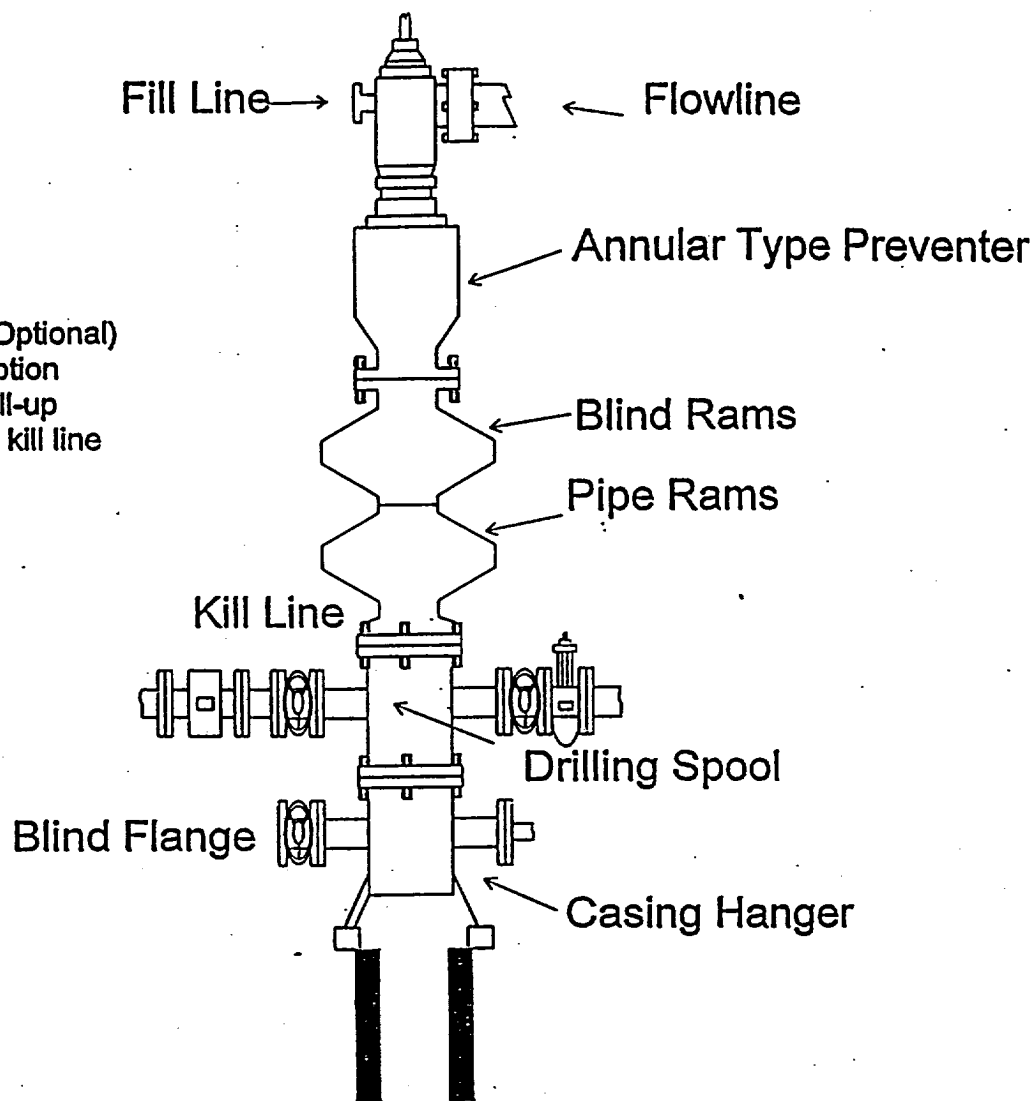 Fill Line
Flowline
Annular Type Preventer
Optional)
ption
ll-up
kill line
Blind Rams
Pipe Rams
Kill Line
Drilling Spool
Blind Flange
Casing Hanger